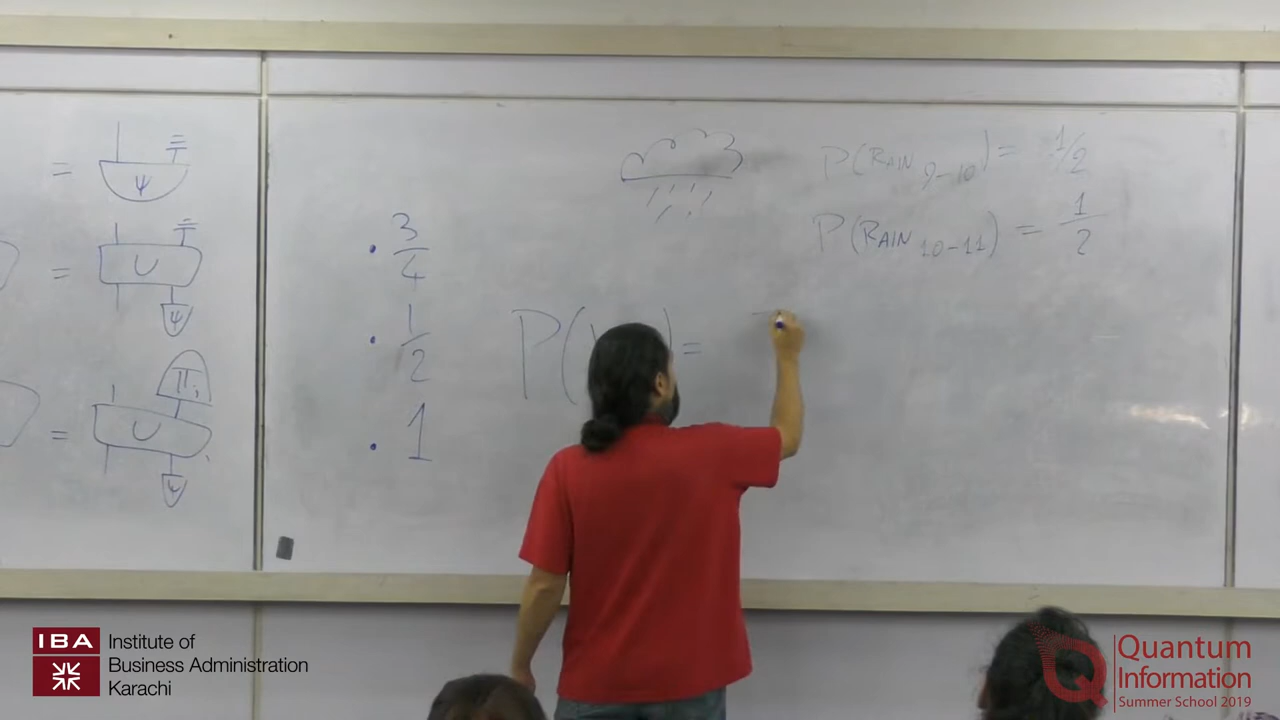 = ψ
= U ψ
= Π U ψ
· 3/4
· 1/2
· 1
P(RAIN 9-10) = 1/2
P(RAIN 10-11) = 1/2
P( ) =
IBA Institute of
Business Administration
Karachi
Quantum
Information
Summer School 2019